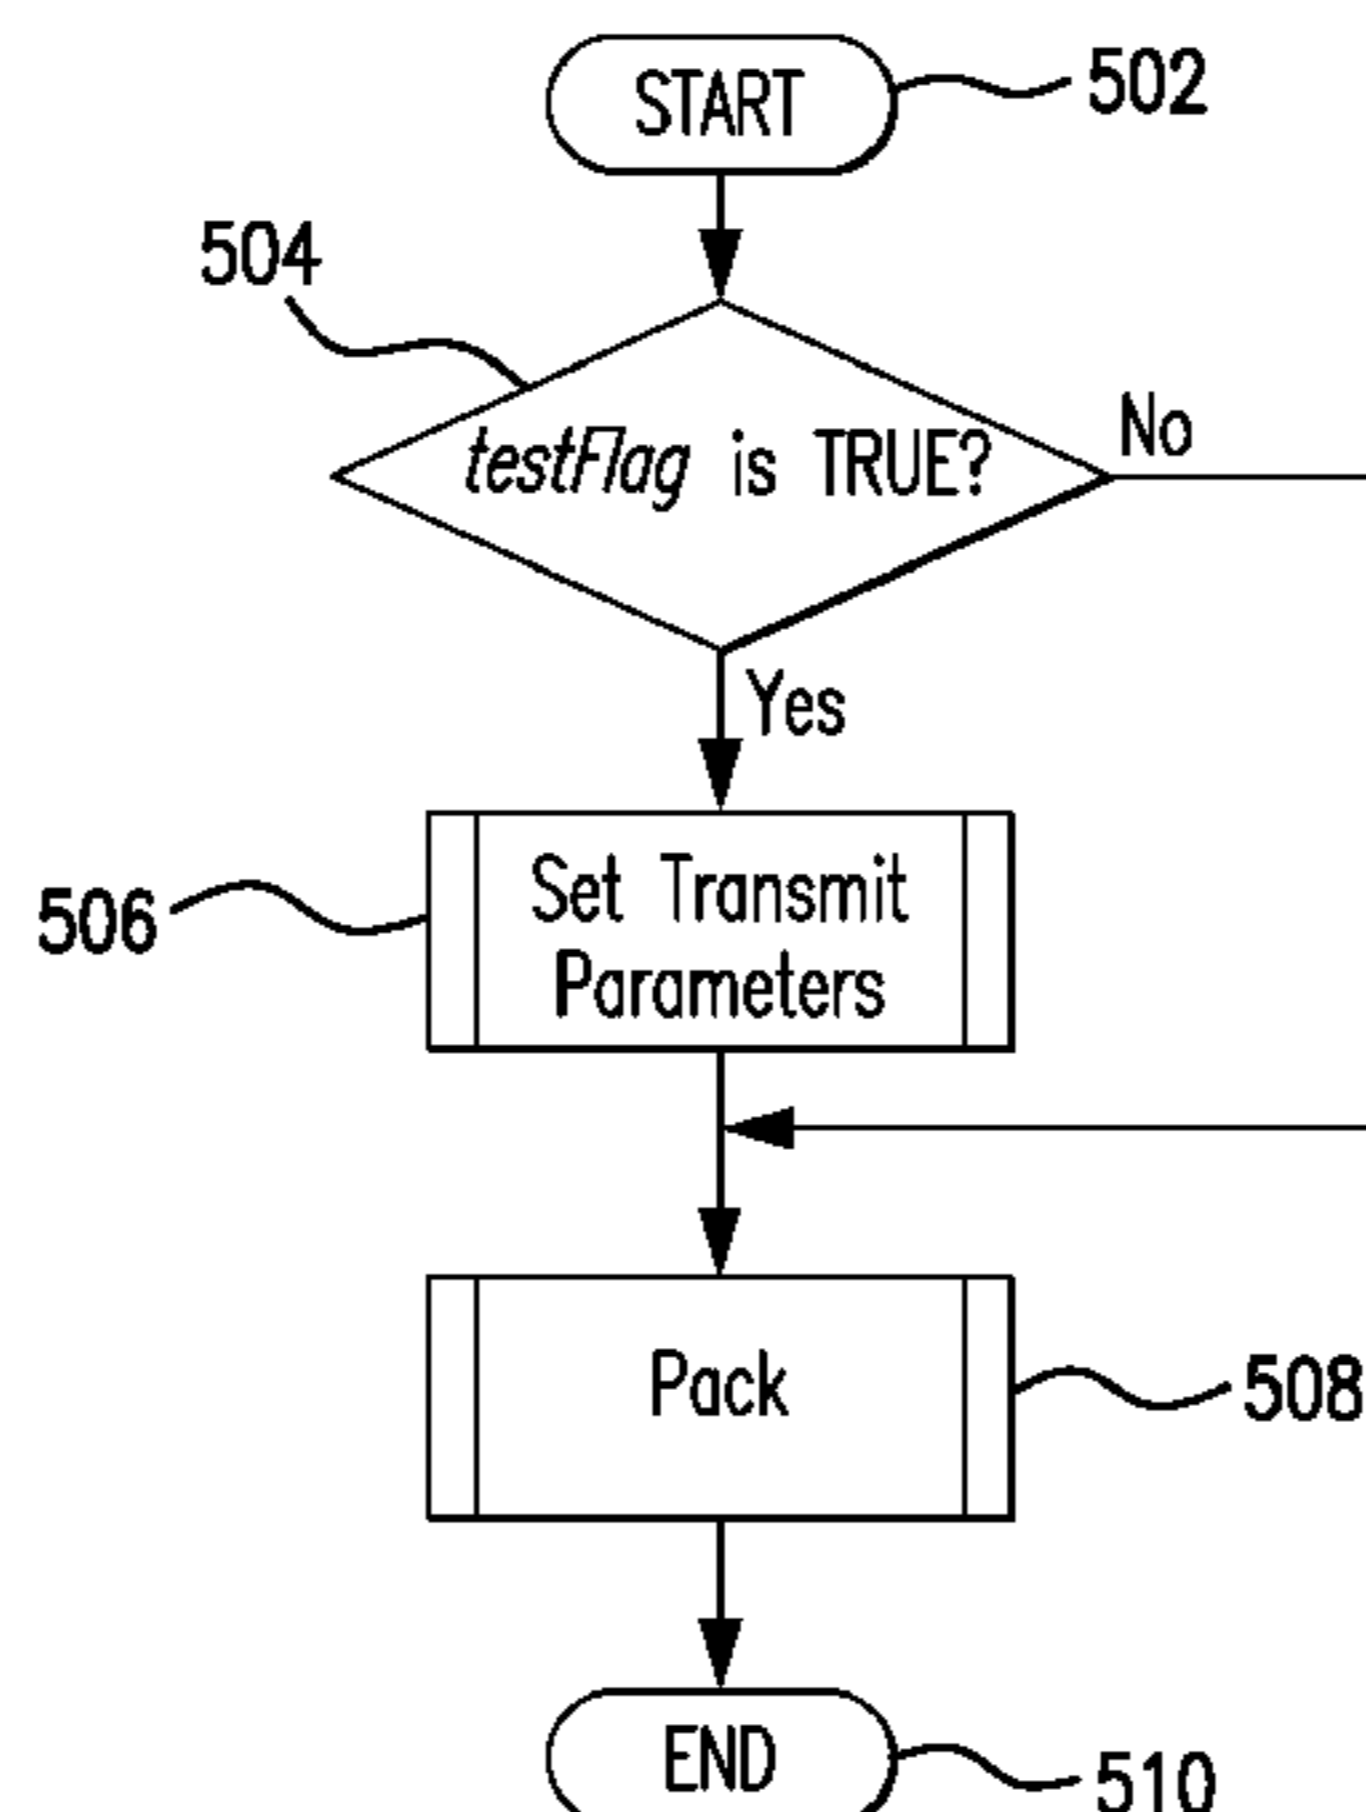 START
502
504
testFlag is TRUE?
No
Yes
Set Transmit
Parameters
506
Pack
508
END
510